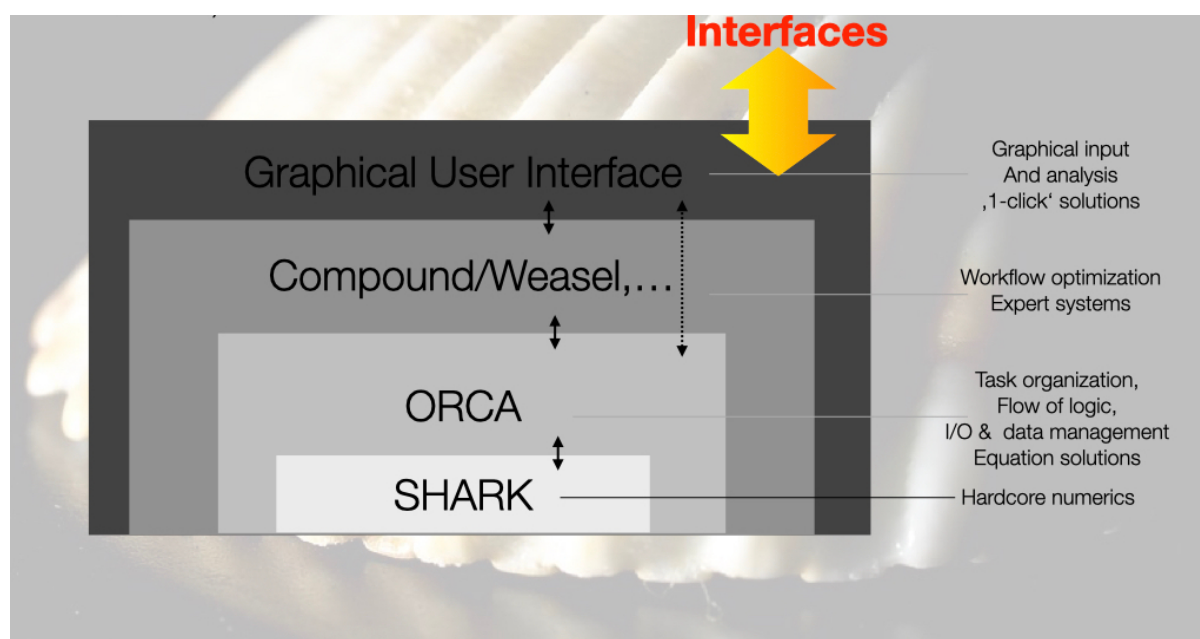 Interfaces
Graphical User Interface
Graphical input
And analysis
‚1-click‘ solutions
Compound/Weasel,…
Workflow optimization
Expert systems
ORCA
Task organization,
Flow of logic,
I/O & data management
Equation solutions
SHARK
Hardcore numerics